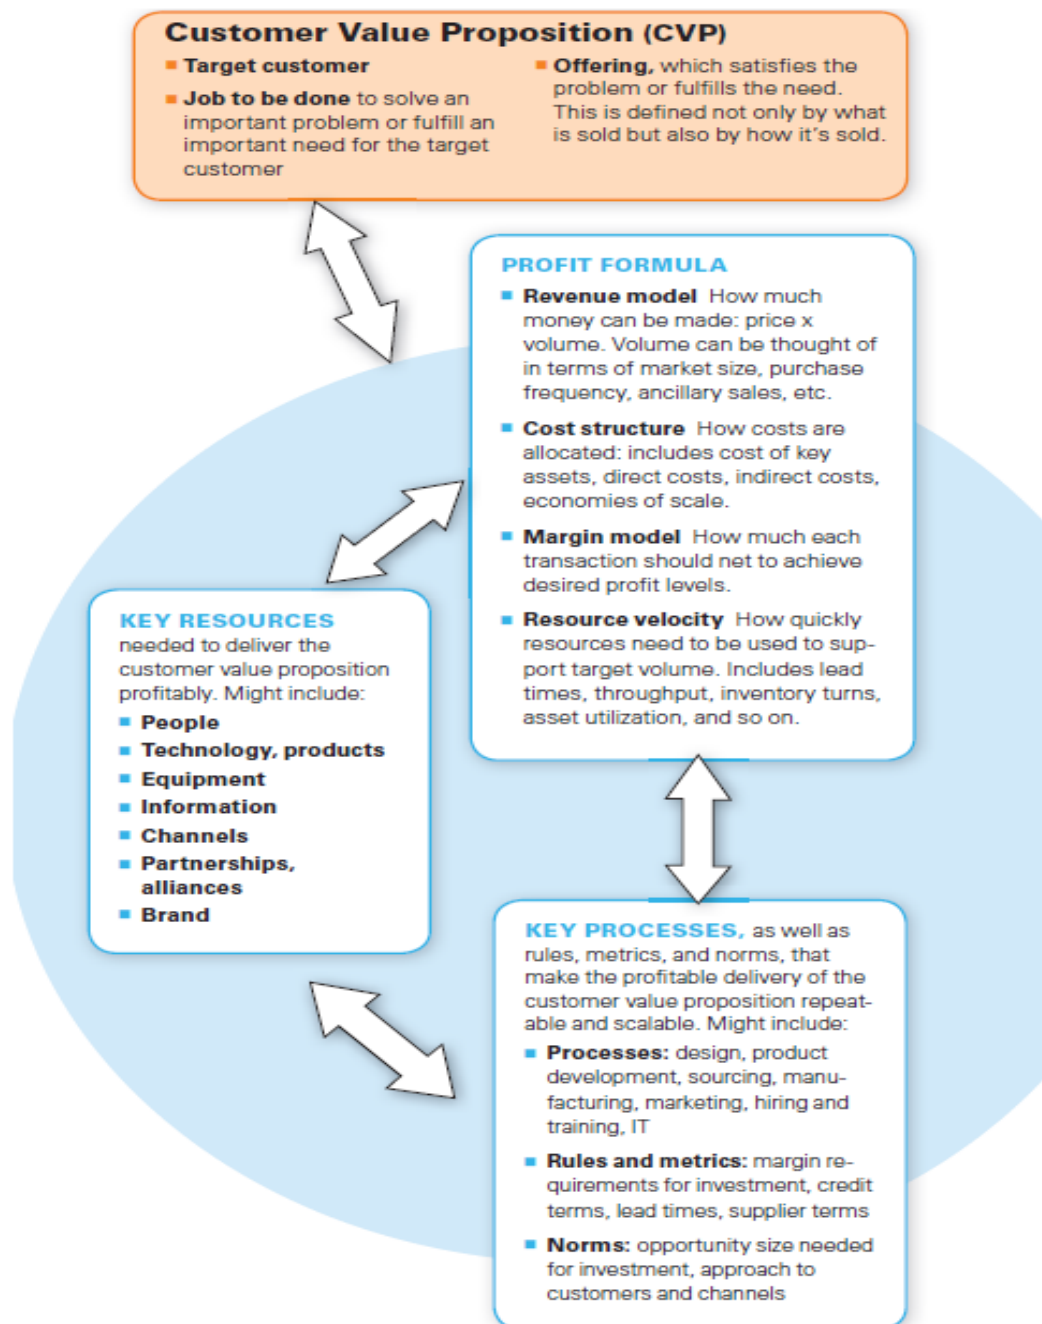 Customer Value Proposition (CVP)
Target customer
Job to be done to solve an
important problem or fulfill an
important need for the target
customer
Offering, which satisfies the
problem or fulfills the need.
This is defined not only by what
is sold but also by how it's sold.
PROFIT FORMULA
Revenue model How much
money can be made: price x
volume. Volume can be thought of
in terms of market size, purchase
frequency, ancillary sales, etc.
Cost structure How costs are
allocated: includes cost of key
assets, direct costs, indirect costs,
economies of scale.
Margin model How much each
transaction should net to achieve
desired profit levels.
Resource velocity How quickly
resources need to be used to sup-
port target volume. Includes lead
times, throughput, inventory turns,
asset utilization, and so on.
KEY RESOURCES
needed to deliver the
customer value proposition
profitably. Might include:
People
Technology, products
Equipment
Information
Channels
Partnerships,
alliances
Brand
KEY PROCESSES, as well as
rules, metrics, and norms, that
make the profitable delivery of the
customer value proposition repeat-
able and scalable. Might include:
Processes: design, product
development, sourcing, manu-
facturing, marketing, hiring and
training, IT
Rules and metrics: margin re-
quirements for investment, credit
terms, lead times, supplier terms
Norms: opportunity size needed
for investment, approach to
customers and channels